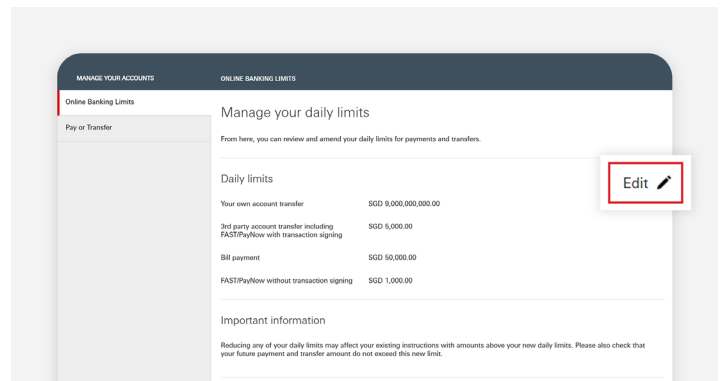 MANAGE YOUR ACCOUNTS
ONLINE BANKING LIMITS
Online Banking Limits
Pay or Transfer
Manage your daily limits
From here, you can review and amend your daily limits for payments and transfers.
Edit
Daily limits
Your own account transfer SGD 9,000,000,000.00
3rd party account transfer including SGD 5,000.00
FAST/PayNow with transaction signing
Bill payment SGD 50,000.00
FAST/PayNow without transaction signing SGD 1,000.00
Important information
Reducing any of your daily limits may affect your existing instructions with amounts above your new daily limits. Please also check that
your future payment and transfer amount do not exceed this new limit.